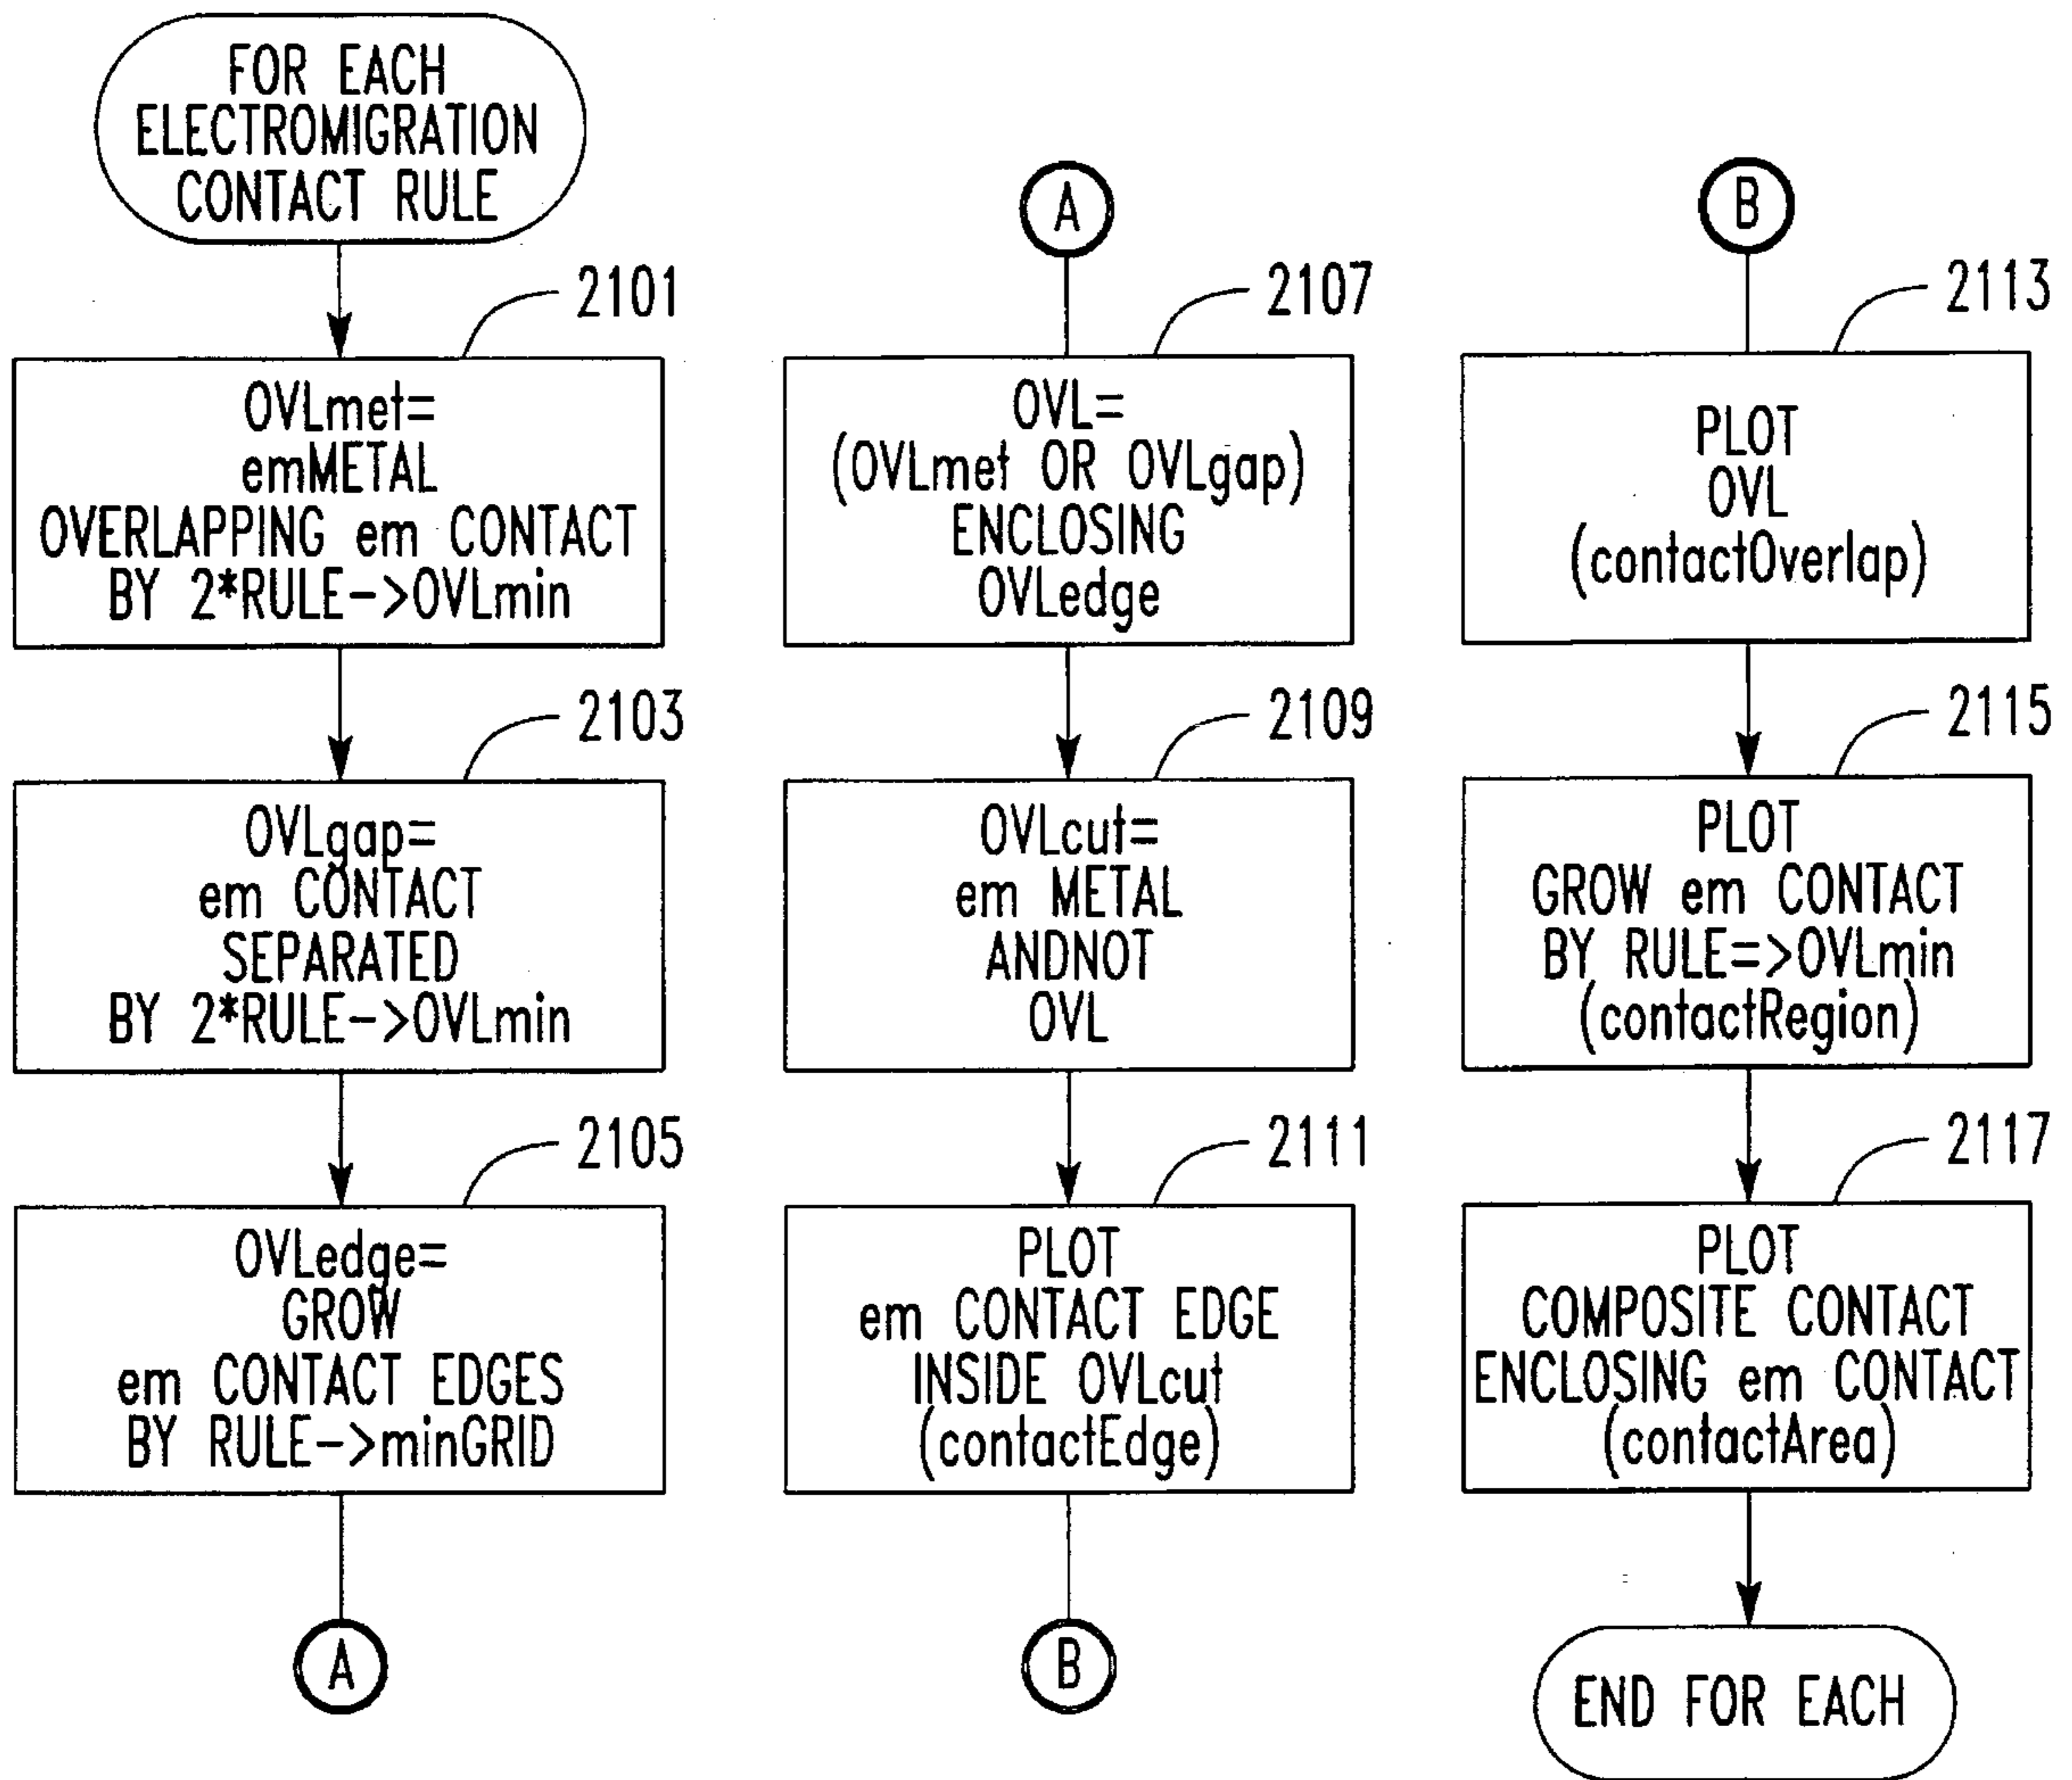 FOR EACH
ELECTROMIGRATION
CONTACT RULE
2101
OVLmet=
emMETAL
OVERLAPPING em CONTACT
BY 2*RULE->OVLmin
2103
OVLgap=
em CONTACT
SEPARATED
BY 2*RULE->OVLmin
2105
OVLedge=
GROW
em CONTACT EDGES
BY RULE->minGRID
A
A
2107
OVL=
(OVLmet OR OVLgap)
ENCLOSING
OVLedge
2109
OVLcut=
em METAL
ANDNOT
OVL
2111
PLOT
em CONTACT EDGE
INSIDE OVLcut
(contactEdge)
B
B
2113
PLOT
OVL
(contactOverlap)
2115
PLOT
GROW em CONTACT
BY RULE=>OVLmin
(contactRegion)
2117
PLOT
COMPOSITE CONTACT
ENCLOSING em CONTACT
(contactArea)
END FOR EACH